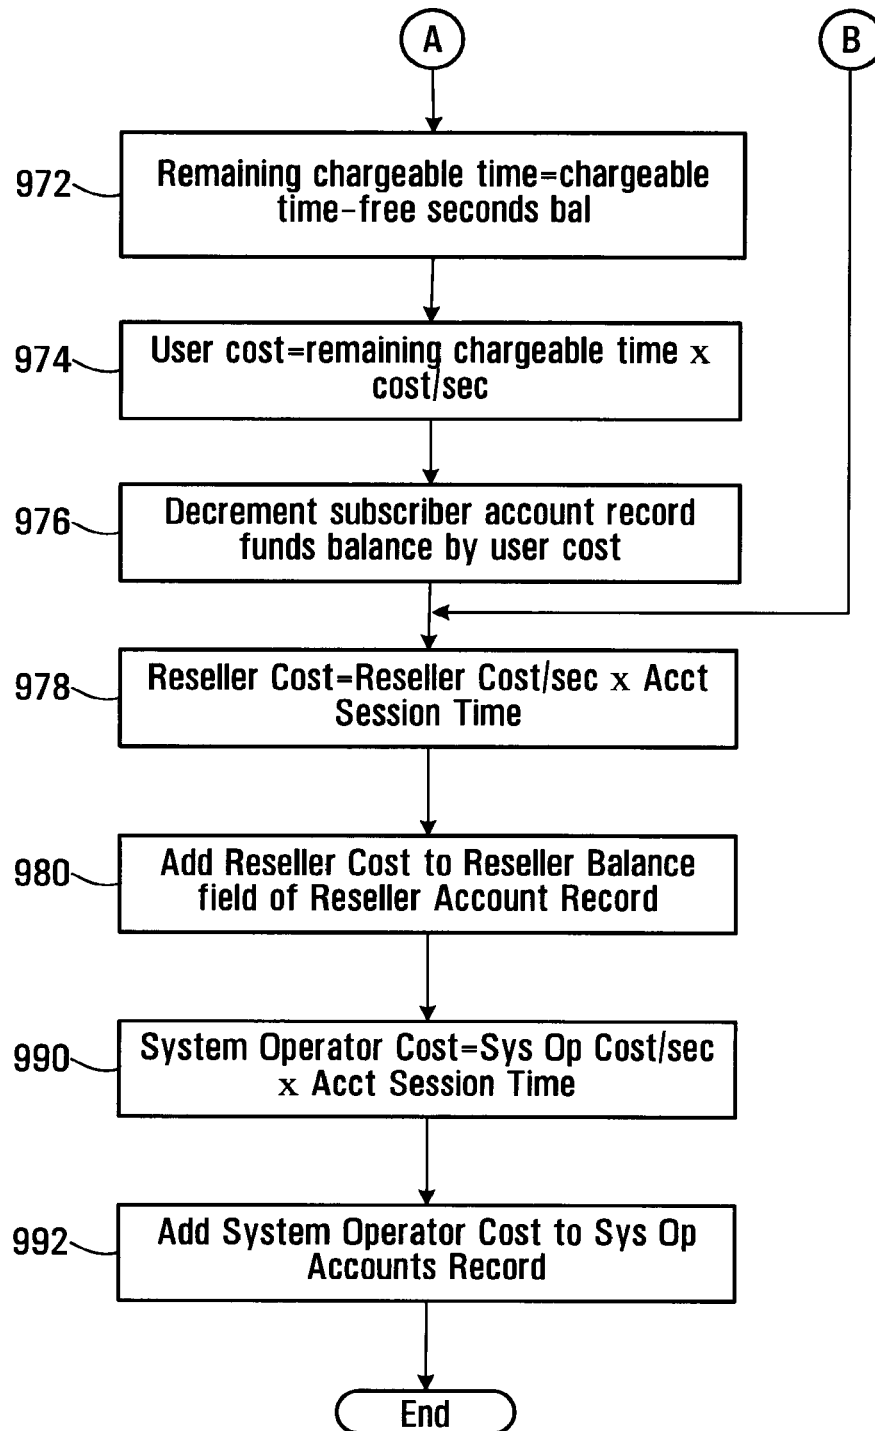 A
B
972
Remaining chargeable time=chargeable
time-free seconds bal
974
User cost=remaining chargeable time x
cost/sec
976
Decrement subscriber account record
funds balance by user cost
978
Reseller Cost=Reseller Cost/sec x Acct
Session Time
980
Add Reseller Cost to Reseller Balance
field of Reseller Account Record
990
System Operator Cost=Sys Op Cost/sec
x Acct Session Time
992
Add System Operator Cost to Sys Op
Accounts Record
End